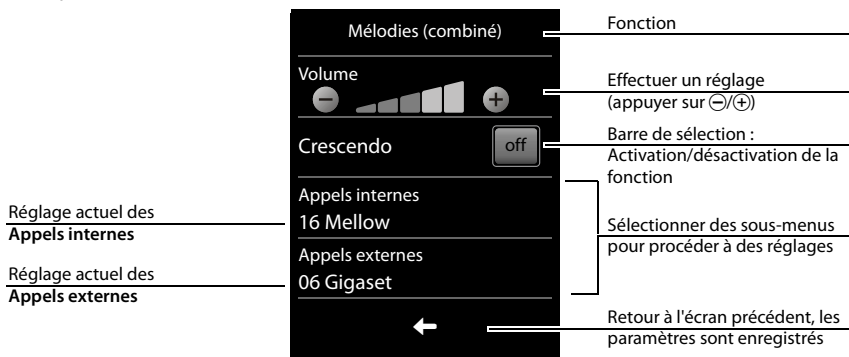 Mélodies (combiné)
Volume
Crescendo
off
Appels internes
16 Mellow
Appels externes
06 Gigaset
Réglage actuel des
Appels internes
Réglage actuel des
Appels externes
Fonction
Effectuer un réglage
(appuyer sur ⊖/⊕)
Barre de sélection :
Activation/désactivation de la
fonction
Sélectionner des sous-menus
pour procéder à des réglages
Retour à l'écran précédent, les
paramètres sont enregistrés